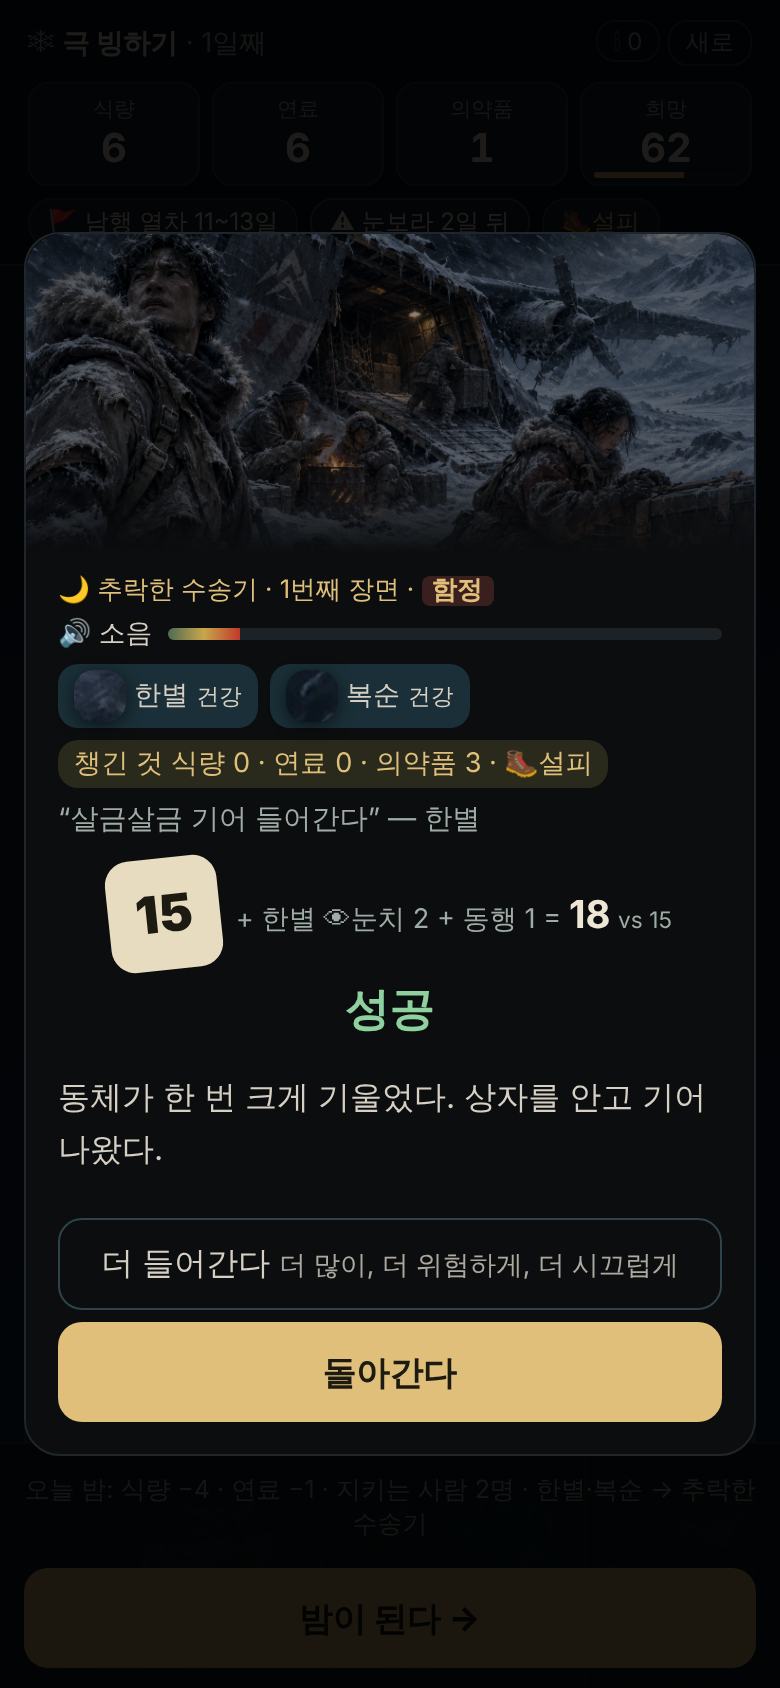 ❄ 극 빙하기 · 1일째
0
새로
식량
연료
의약품
희망
6
6
1
62
🚩 남행 열차 11~13일
⚠ 눈보라 2일 뒤
🥾설피
🌙 추락한 수송기 · 1번째 장면 · 함정
🔊 소음
한별 건강
복순 건강
챙긴 것 식량 0 · 연료 0 · 의약품 3 · 🥾설피
“살금살금 기어 들어간다” — 한별
15 + 한별 👁눈치 2 + 동행 1 = 18 vs 15
성공
동체가 한 번 크게 기울었다. 상자를 안고 기어
나왔다.
더 들어간다 더 많이, 더 위험하게, 더 시끄럽게
돌아간다
오늘 밤: 식량 −4 · 연료 −1 · 지키는 사람 2명 · 한별·복순 → 추락한
수송기
밤이 된다 →